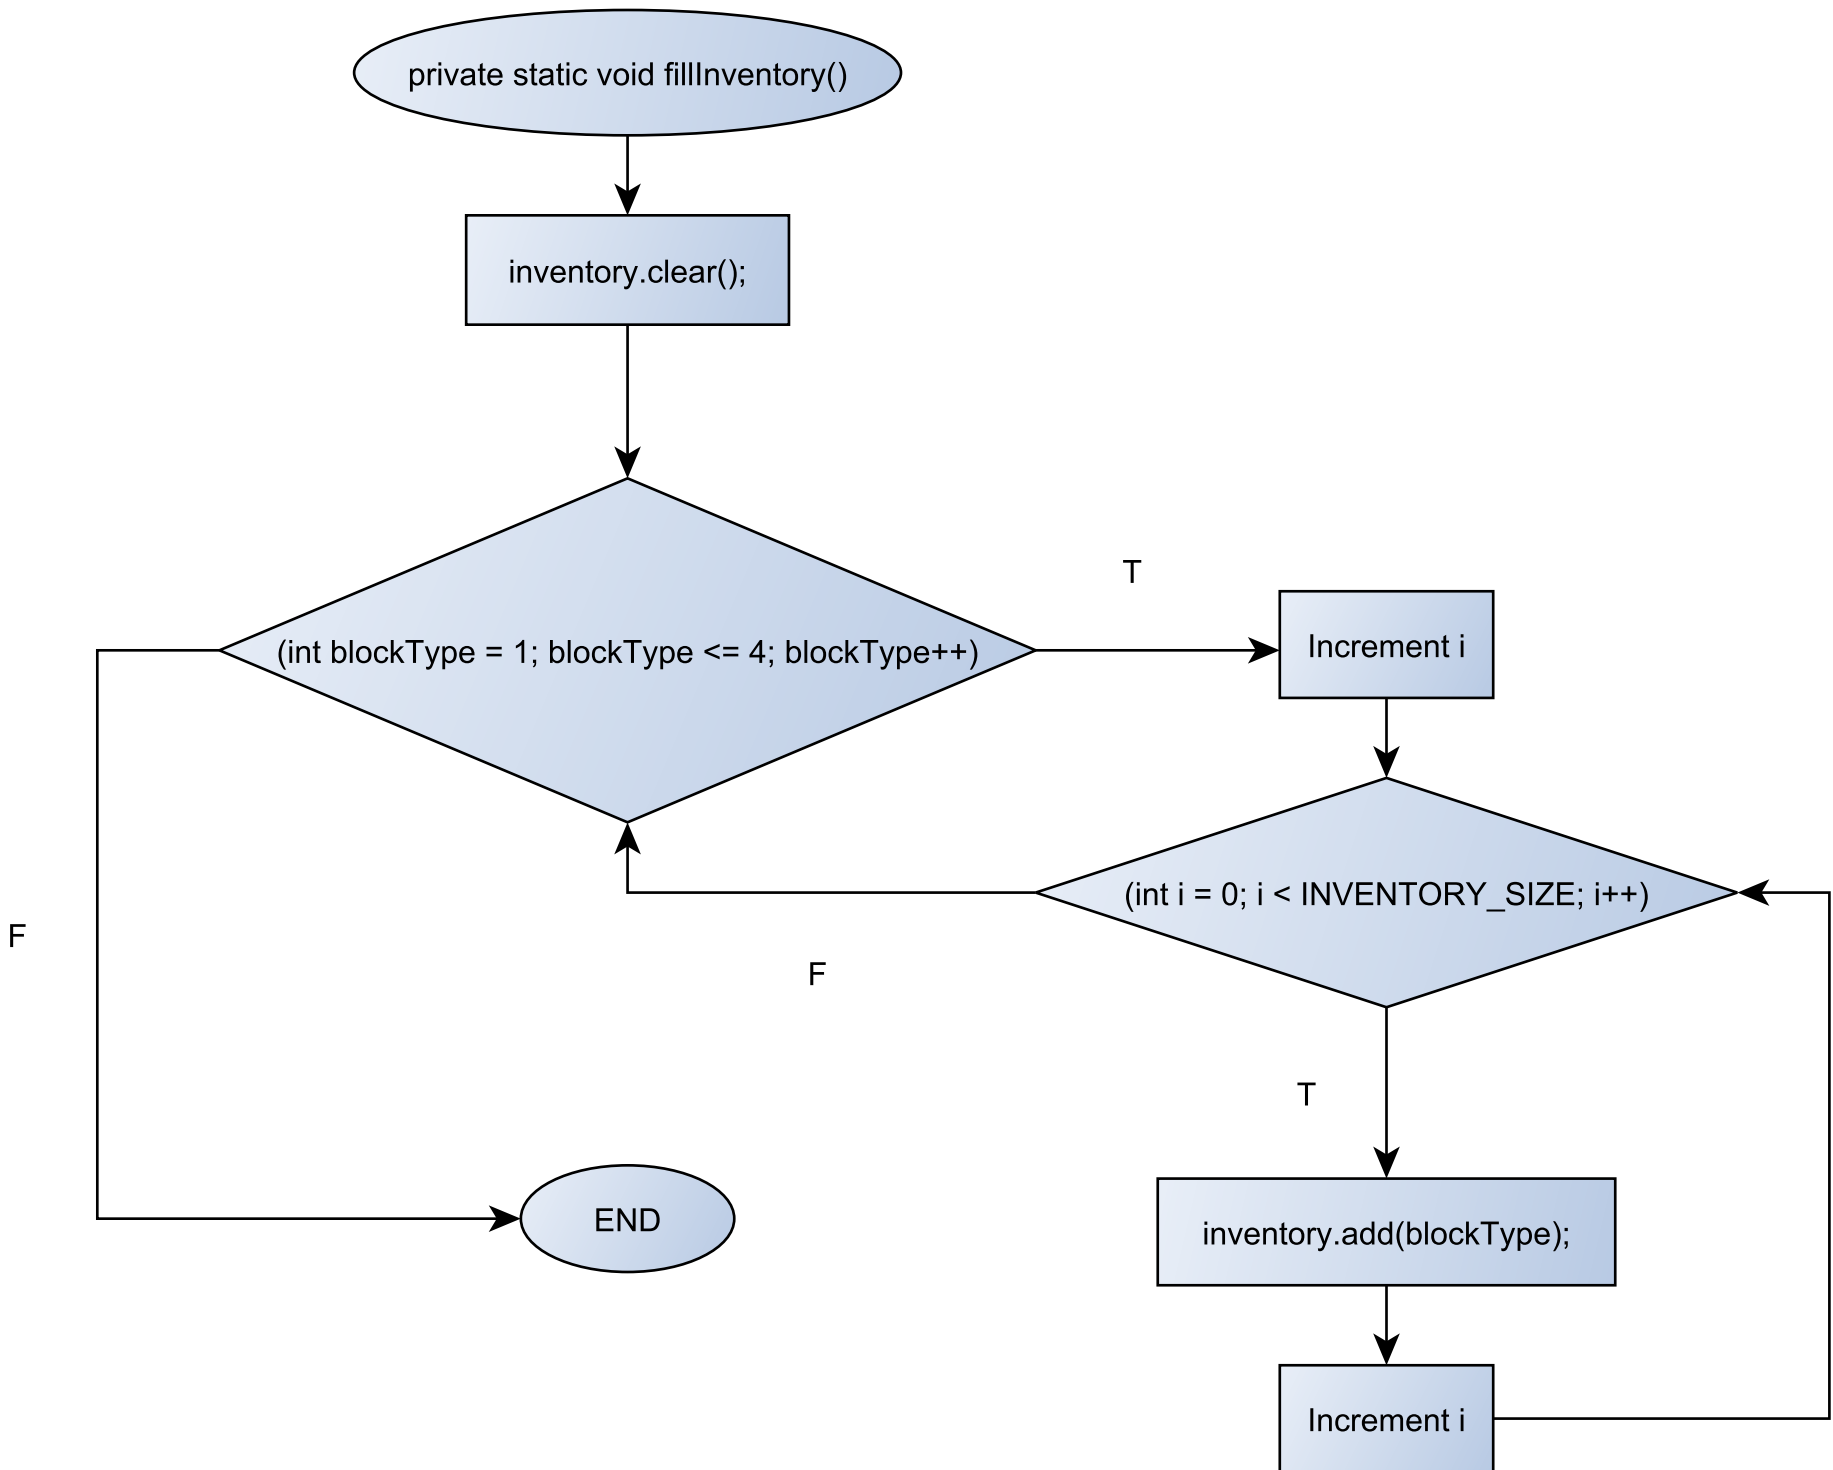 private static void fillInventory()
inventory.clear();
(int blockType = 1; blockType <= 4; blockType++)
T
Increment i
(int i = 0; i < INVENTORY_SIZE; i++)
F
F
T
inventory.add(blockType);
END
Increment i